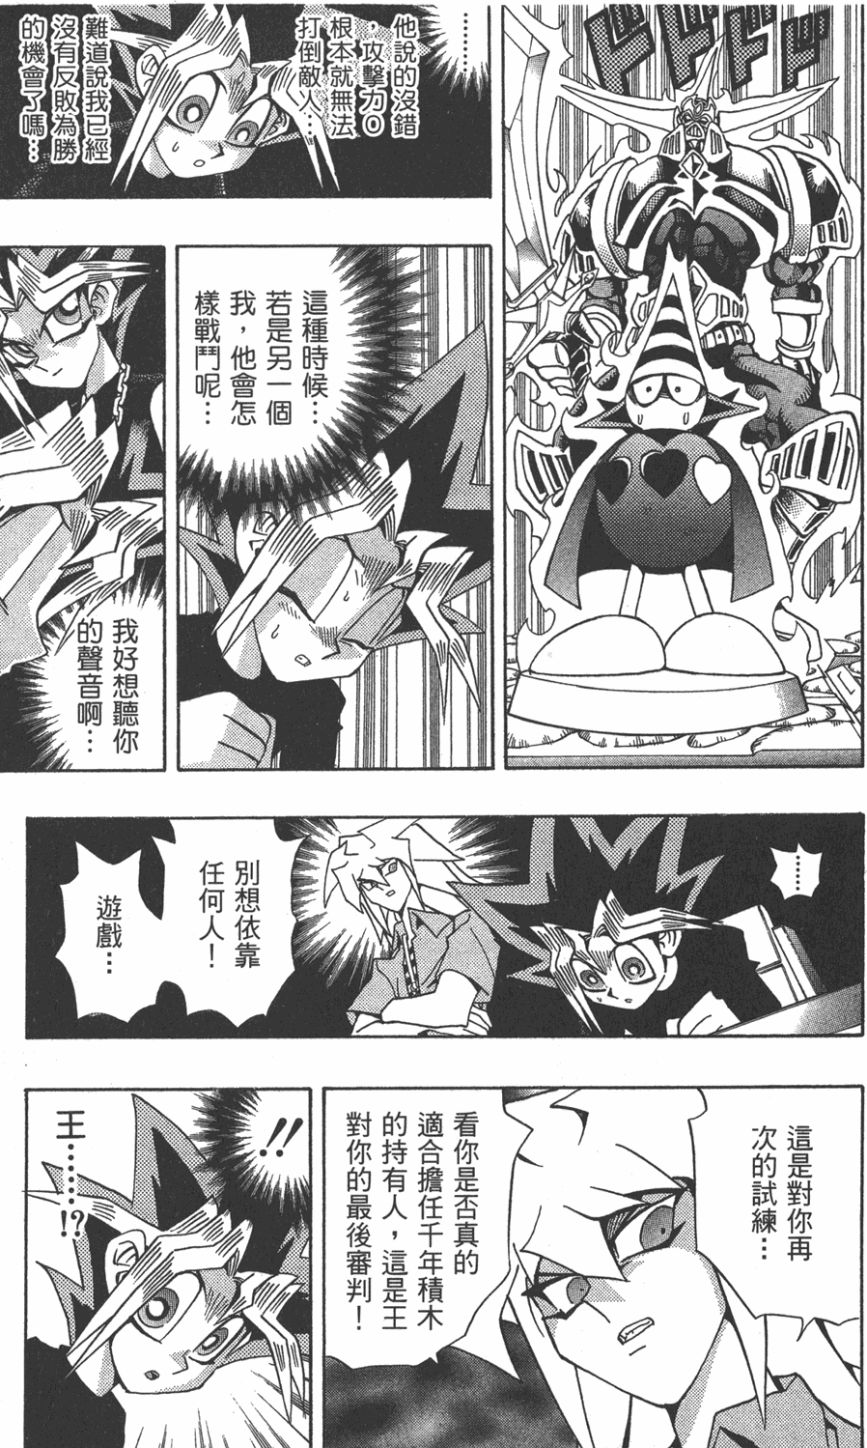 ドドドド
………
他說的沒錯
，攻擊力０
根本就無法
打倒敵人…
難道說我已經
沒有反敗為勝
的機會了嗎…
這種時候…
若是另一個
我，他會怎
樣戰鬥呢…
我好想聽你
的聲音啊…
………
別想依靠
任何人！
遊戲…
這是對你再
次的試練…
看你是否真的
適合擔任千年積木
的持有人，這是王
對你的最後審判！
!!
王………!?